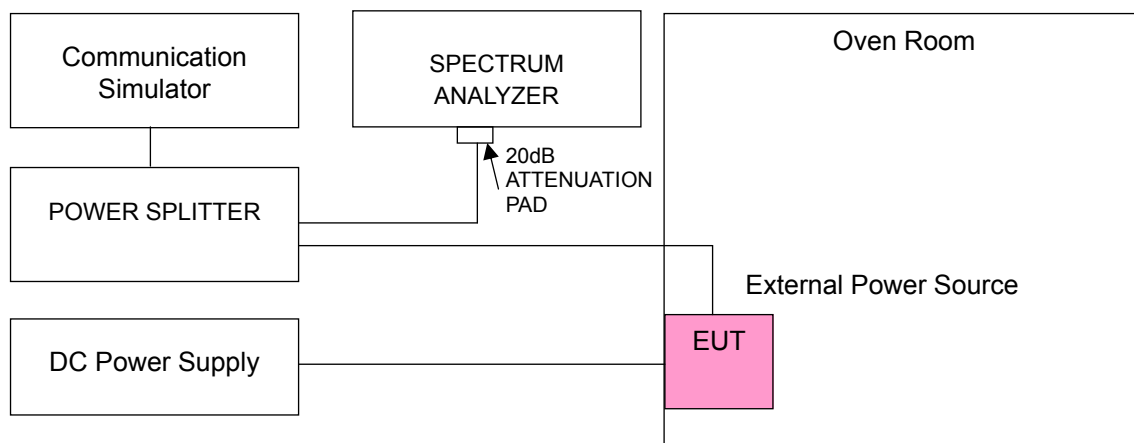 Communication
Simulator
SPECTRUM
ANALYZER
Oven Room
20dB
ATTENUATION
PAD
POWER SPLITTER
External Power Source
EUT
DC Power Supply